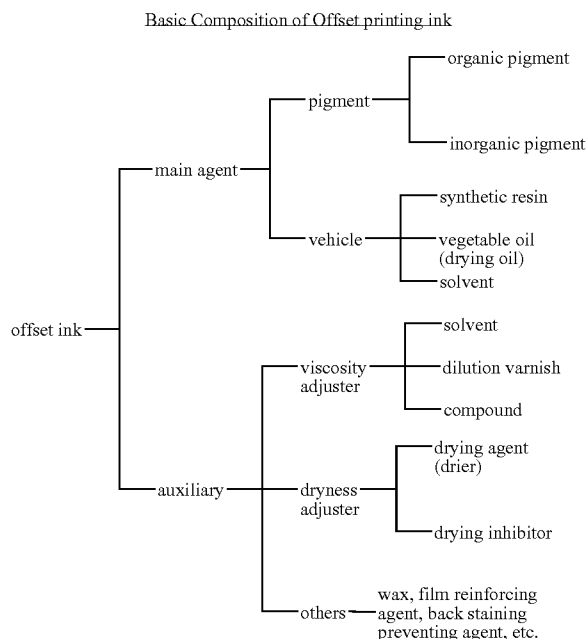 Basic Composition of Offset printing ink
organic pigment
pigment
inorganic pigment
main agent
synthetic resin
vehicle
vegetable oil
(drying oil)
solvent
offset ink
solvent
viscosity
adjuster
dilution varnish
compound
drying agent
(drier)
auxiliary
dryness
adjuster
drying inhibitor
others
wax, film reinforcing
agent, back staining
preventing agent, etc.